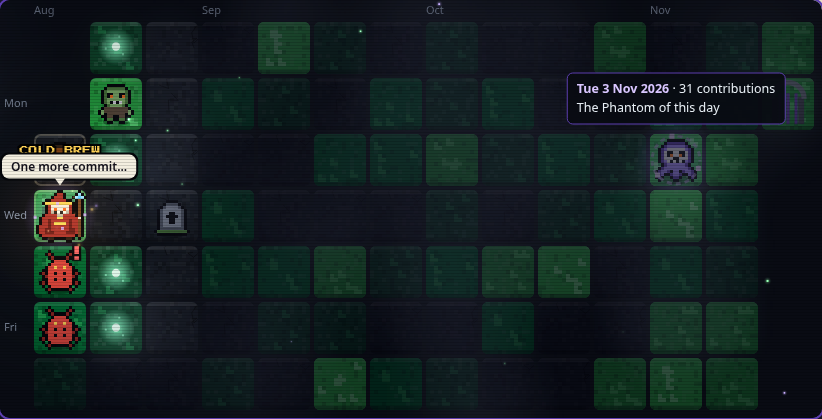 Aug Sep Oct Nov
Mon
Tue 3 Nov 2026 · 31 contributions
The Phantom of this day
COLD BREW
One more commit...
Wed
Fri